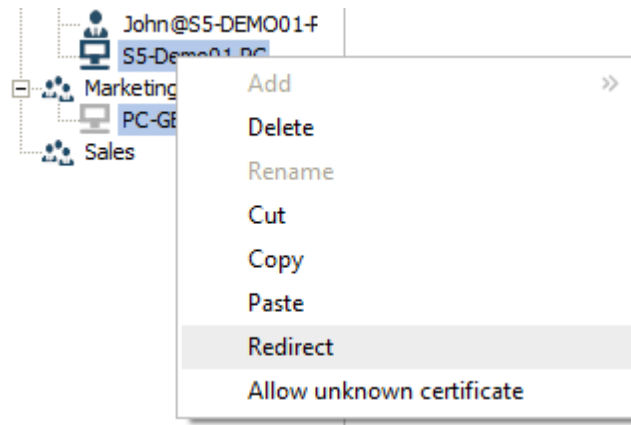 John@S5-DEMO01-F
S5-Demo01-PC
Marketing
PC-GE
Sales
Add
Delete
Rename
Cut
Copy
Paste
Redirect
Allow unknown certificate